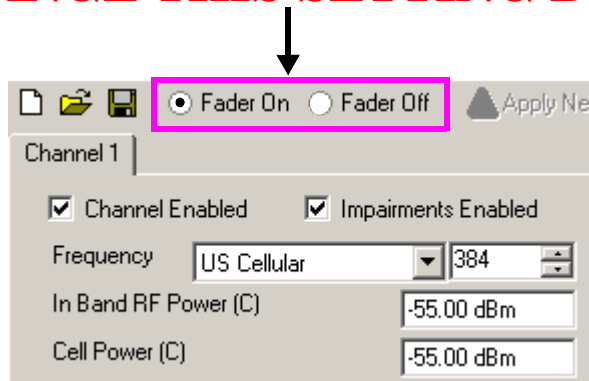 Fader On Fader Off Apply Ne
Channel 1
Channel Enabled Impairments Enabled
Frequency US Cellular 384
In Band RF Power (C) -55.00 dBm
Cell Power (C) -55.00 dBm